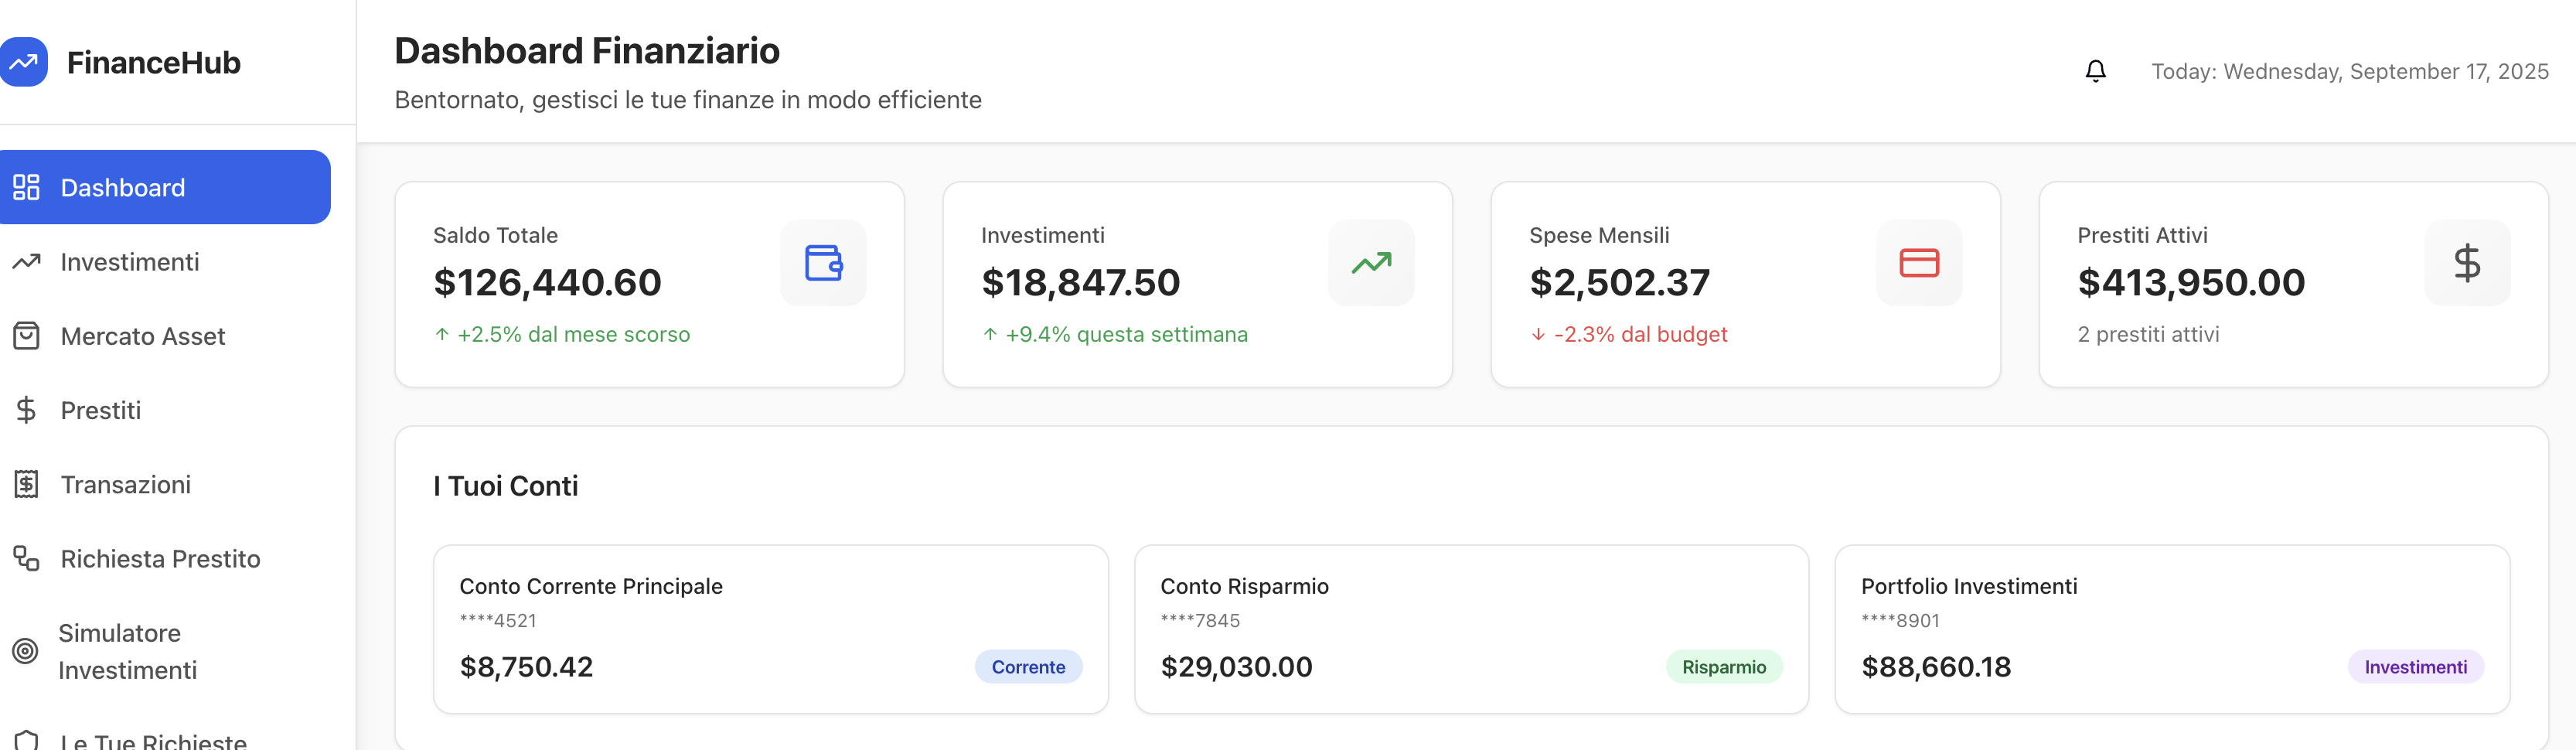 FinanceHub
Dashboard
Investimenti
Mercato Asset
Prestiti
Transazioni
Richiesta Prestito
Simulatore
Investimenti
Le Tue Richieste
Dashboard Finanziario
Bentornato, gestisci le tue finanze in modo efficiente
Today: Wednesday, September 17, 2025
Saldo Totale
$126,440.60
↑ +2.5% dal mese scorso
Investimenti
$18,847.50
↑ +9.4% questa settimana
Spese Mensili
$2,502.37
↓ -2.3% dal budget
Prestiti Attivi
$413,950.00
2 prestiti attivi
I Tuoi Conti
Conto Corrente Principale
****4521
$8,750.42
Corrente
Conto Risparmio
****7845
$29,030.00
Risparmio
Portfolio Investimenti
****8901
$88,660.18
Investimenti